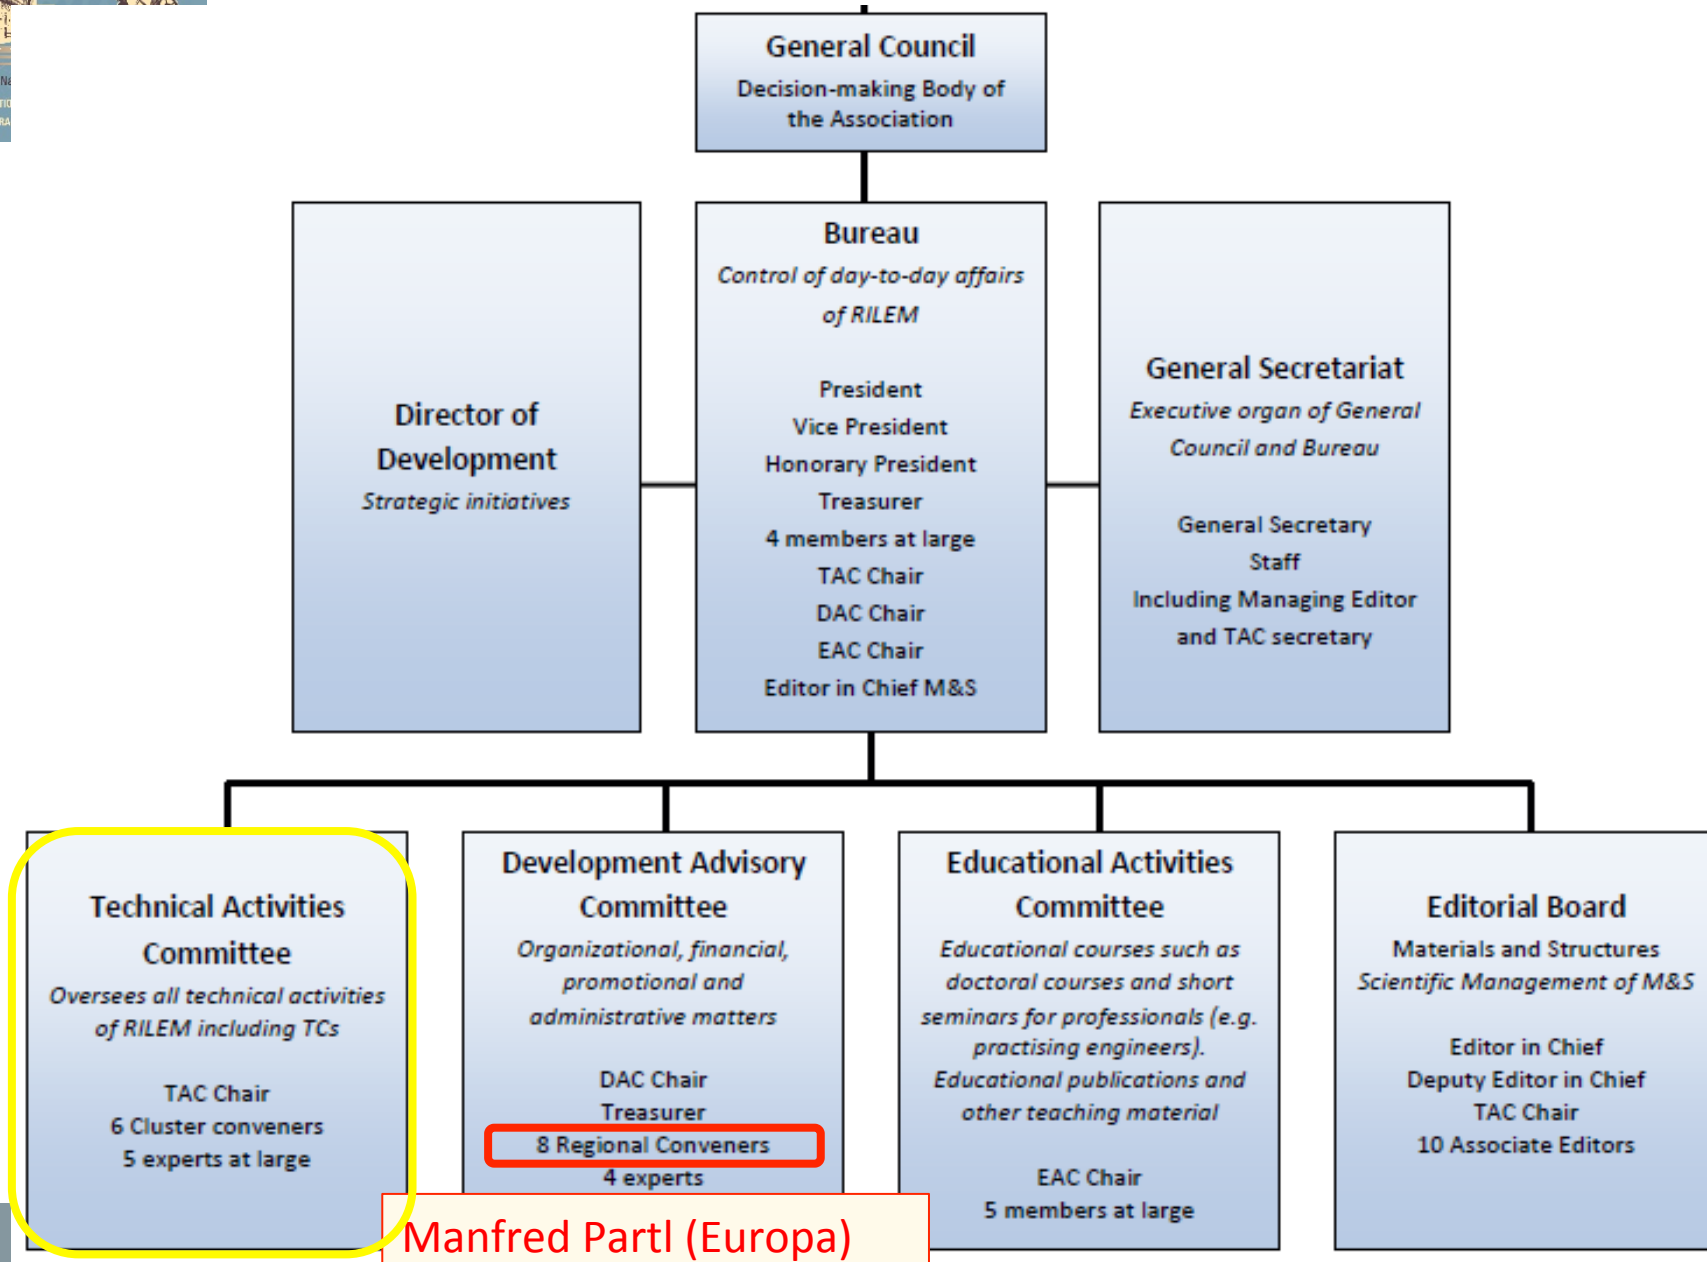 General Council
Decision-making Body of
the Association
Director of
Development
Strategic initiatives
Bureau
Control of day-to-day affairs
of RILEM
President
Vice President
Honorary President
Treasurer
4 members at large
TAC Chair
DAC Chair
EAC Chair
Editor in Chief M&S
General Secretariat
Executive organ of General
Council and Bureau
General Secretary
Staff
Including Managing Editor
and TAC secretary
Technical Activities
Committee
Oversees all technical activities
of RILEM including TCs
TAC Chair
6 Cluster conveners
5 experts at large
Development Advisory
Committee
Organizational, financial,
promotional and
administrative matters
DAC Chair
Treasurer
8 Regional Conveners
4 experts
Manfred Partl (Europa)
Educational Activities
Committee
Educational courses such as
doctoral courses and short
seminars for professionals (e.g.
practising engineers).
Educational publications and
other teaching material
EAC Chair
5 members at large
Editorial Board
Materials and Structures
Scientific Management of M&S
Editor in Chief
Deputy Editor in Chief
TAC Chair
10 Associate Editors